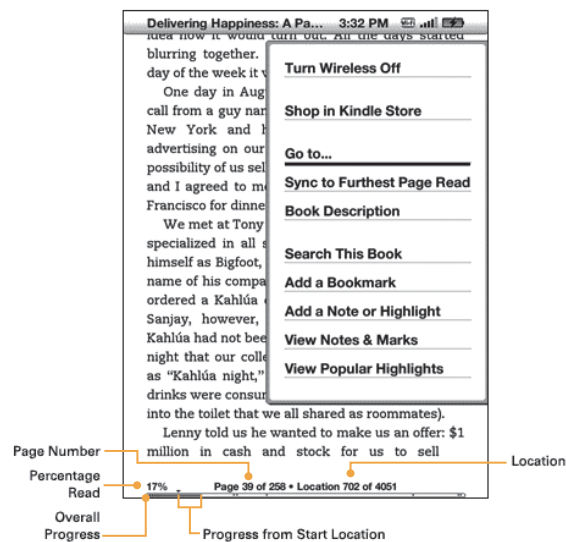 Delivering Happiness: A Pa... 3:32 PM
idea how it would turn out. All the days started
blurring together.
day of the week it w
One day in Aug
call from a guy nar
New York and h
advertising on our
possibility of us sel
and I agreed to me
Francisco for dinne
We met at Tony
specialized in all s
himself as Bigfoot,
name of his compa
ordered a Kahlúa
Sanjay, however,
Kahlúa had not bee
night that our colle
as “Kahlúa night,”
drinks were consur
into the toilet that we all shared as roommates).
Lenny told us he wanted to make us an offer: $1
million in cash and stock for us to sell
Turn Wireless Off
Shop in Kindle Store
Go to...
Sync to Furthest Page Read
Book Description
Search This Book
Add a Bookmark
Add a Note or Highlight
View Notes & Marks
View Popular Highlights
17% Page 39 of 258 • Location 702 of 4051
Page Number
Percentage
Read
Overall
Progress
Progress from Start Location
Location